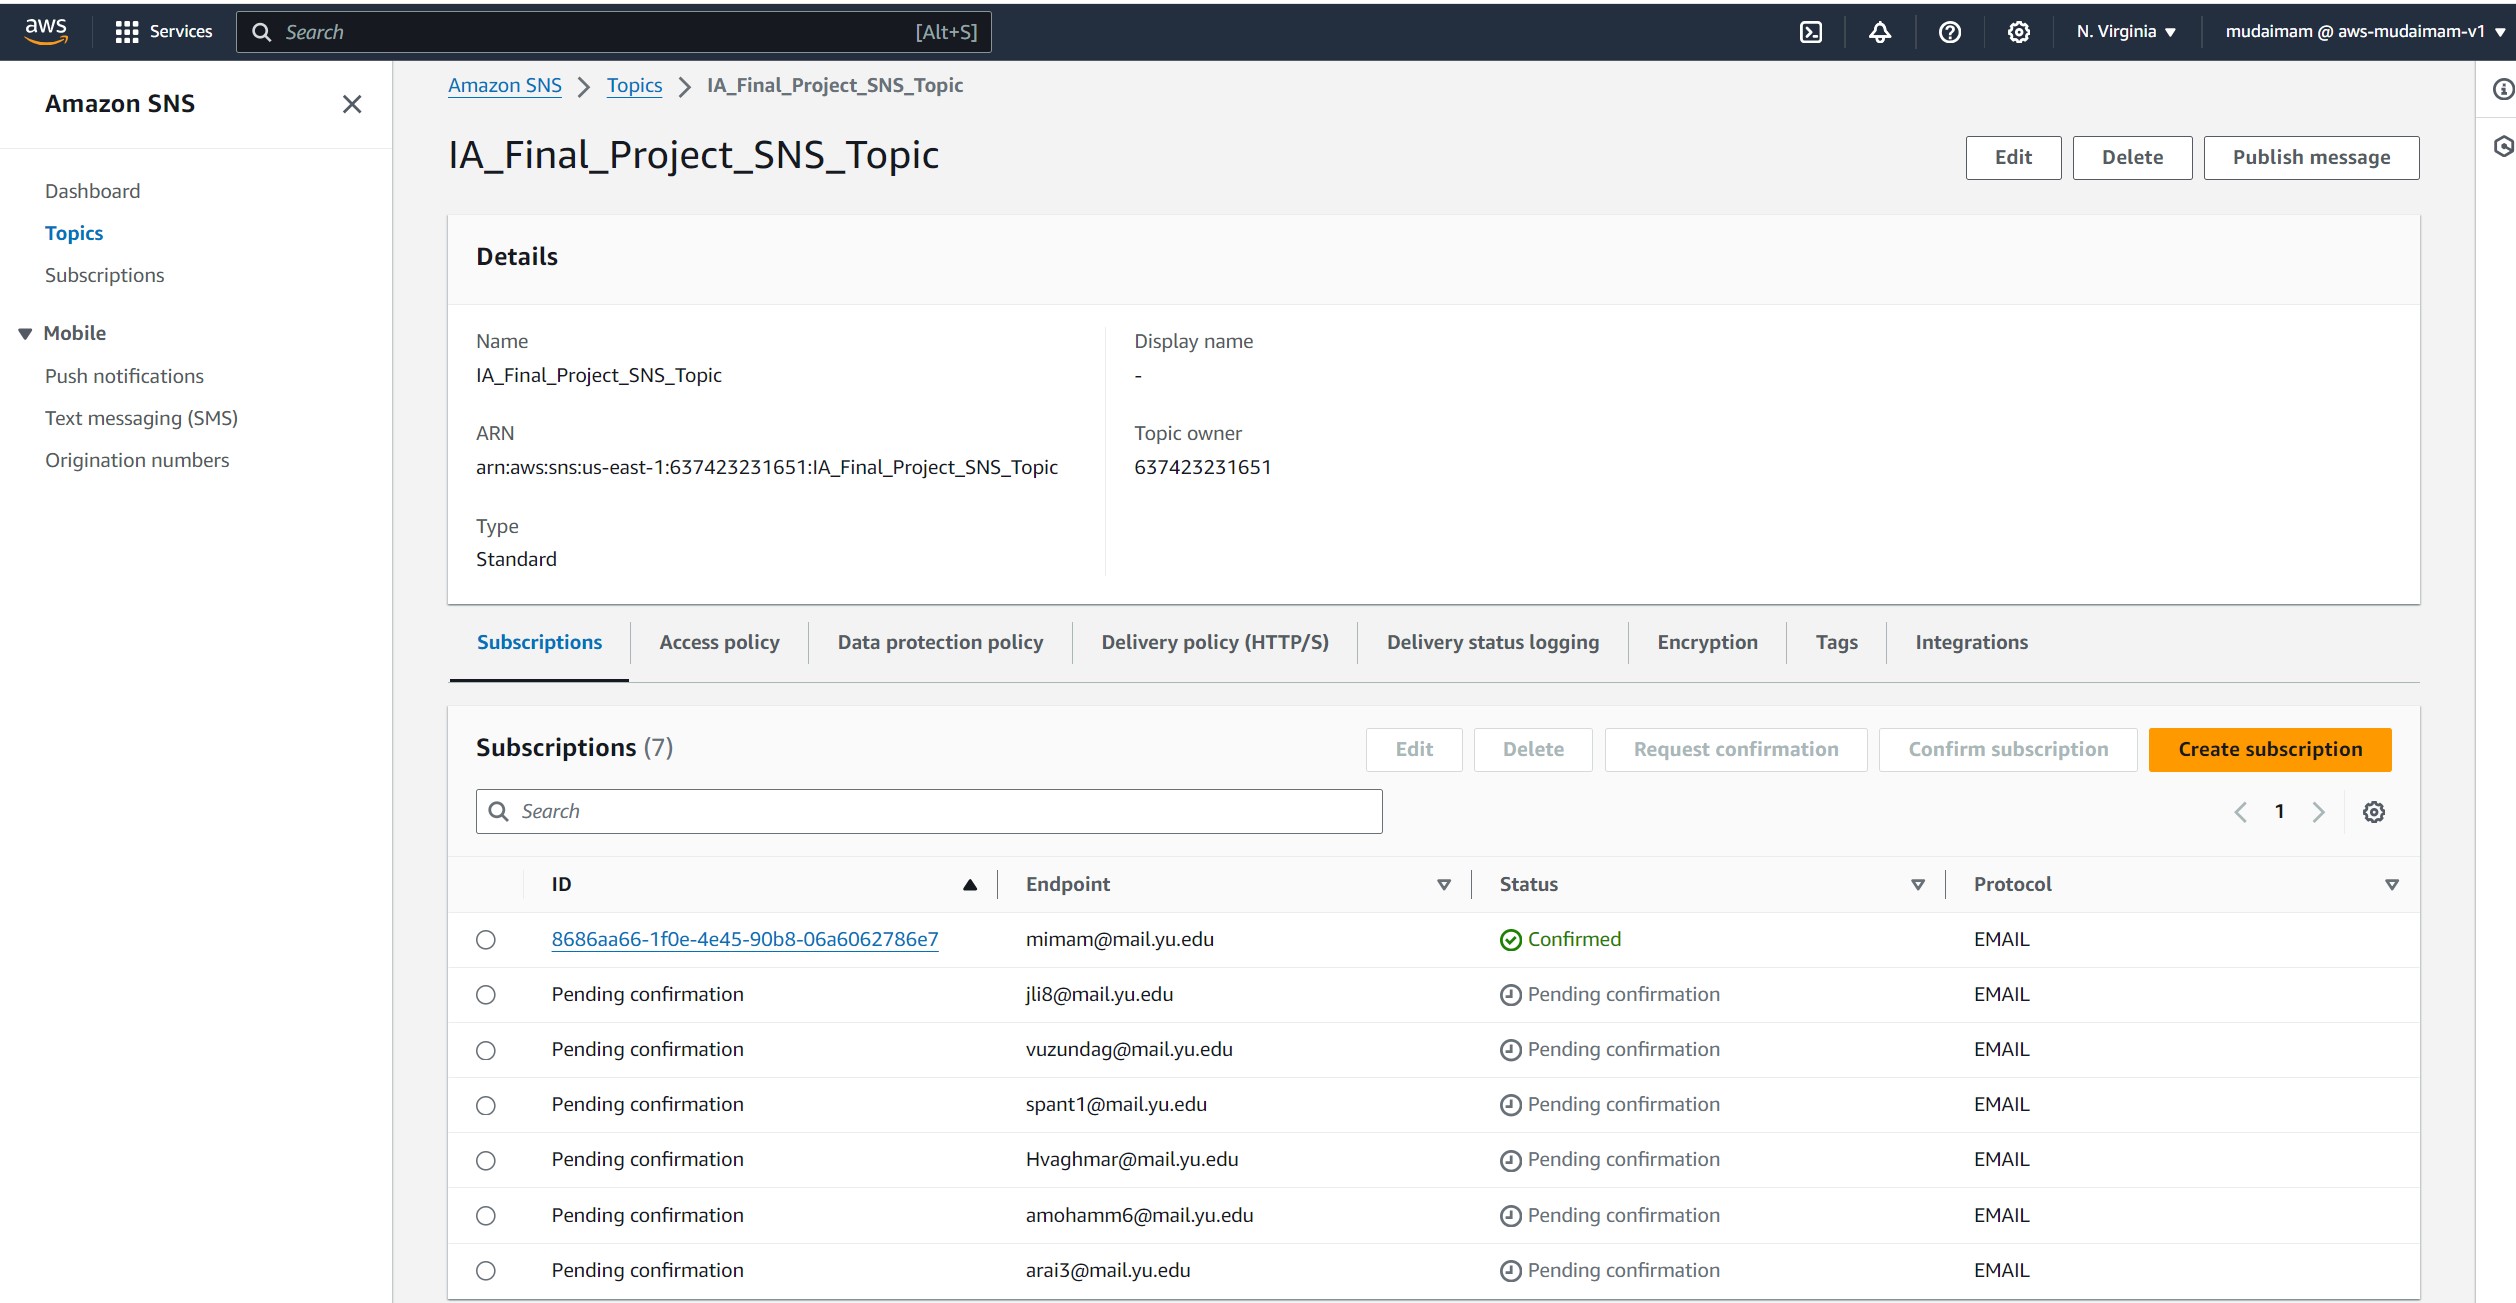 aws Services Search [Alt+S] N. Virginia mudaimam @ aws-mudaimam-v1
Amazon SNS
Dashboard
Topics
Subscriptions
Mobile
Push notifications
Text messaging (SMS)
Origination numbers
Amazon SNS Topics IA_Final_Project_SNS_Topic
IA_Final_Project_SNS_Topic
Edit Delete Publish message
Details
Name
IA_Final_Project_SNS_Topic
ARN
arn:aws:sns:us-east-1:637423231651:IA_Final_Project_SNS_Topic
Type
Standard
Display name
-
Topic owner
637423231651
Subscriptions Access policy Data protection policy Delivery policy (HTTP/S) Delivery status logging Encryption Tags Integrations
Subscriptions (7)
Edit Delete Request confirmation Confirm subscription Create subscription
Search
1
ID Endpoint Status Protocol
8686aa66-1f0e-4e45-90b8-06a6062786e7 mimam@mail.yu.edu Confirmed EMAIL
Pending confirmation jli8@mail.yu.edu Pending confirmation EMAIL
Pending confirmation vuzundag@mail.yu.edu Pending confirmation EMAIL
Pending confirmation spant1@mail.yu.edu Pending confirmation EMAIL
Pending confirmation Hvaghmar@mail.yu.edu Pending confirmation EMAIL
Pending confirmation amohamm6@mail.yu.edu Pending confirmation EMAIL
Pending confirmation arai3@mail.yu.edu Pending confirmation EMAIL